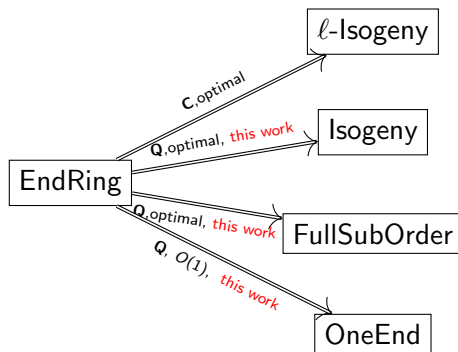 ℓ-Isogeny
C,optimal
Isogeny
Q,optimal, this work
EndRing
Q,optimal, this work
FullSubOrder
Q, O(1), this work
OneEnd